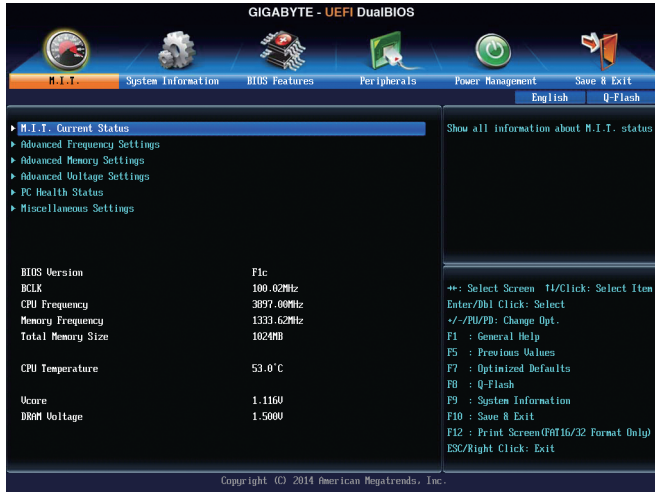 GIGABYTE - UEFI DualBIOS
M.I.T. System Information BIOS Features Peripherals Power Management Save & Exit
English Q-Flash
M.I.T. Current Status
Advanced Frequency Settings
Advanced Memory Settings
Advanced Voltage Settings
PC Health Status
Miscellaneous Settings
BIOS Version F1c
BCLK 100.02MHz
CPU Frequency 3897.00MHz
Memory Frequency 1333.62MHz
Total Memory Size 1024MB
CPU Temperature 53.0°C
Vcore 1.116V
DRAM Voltage 1.500V
Show all information about M.I.T. status
→←: Select Screen ↑↓/Click: Select Item
Enter/Dbl Click: Select
+/-/PU/PD: Change Opt.
F1 : General Help
F5 : Previous Values
F7 : Optimized Defaults
F8 : Q-Flash
F9 : System Information
F10 : Save & Exit
F12 : Print Screen(FAT16/32 Format Only)
ESC/Right Click: Exit
Copyright (C) 2014 American Megatrends, Inc.